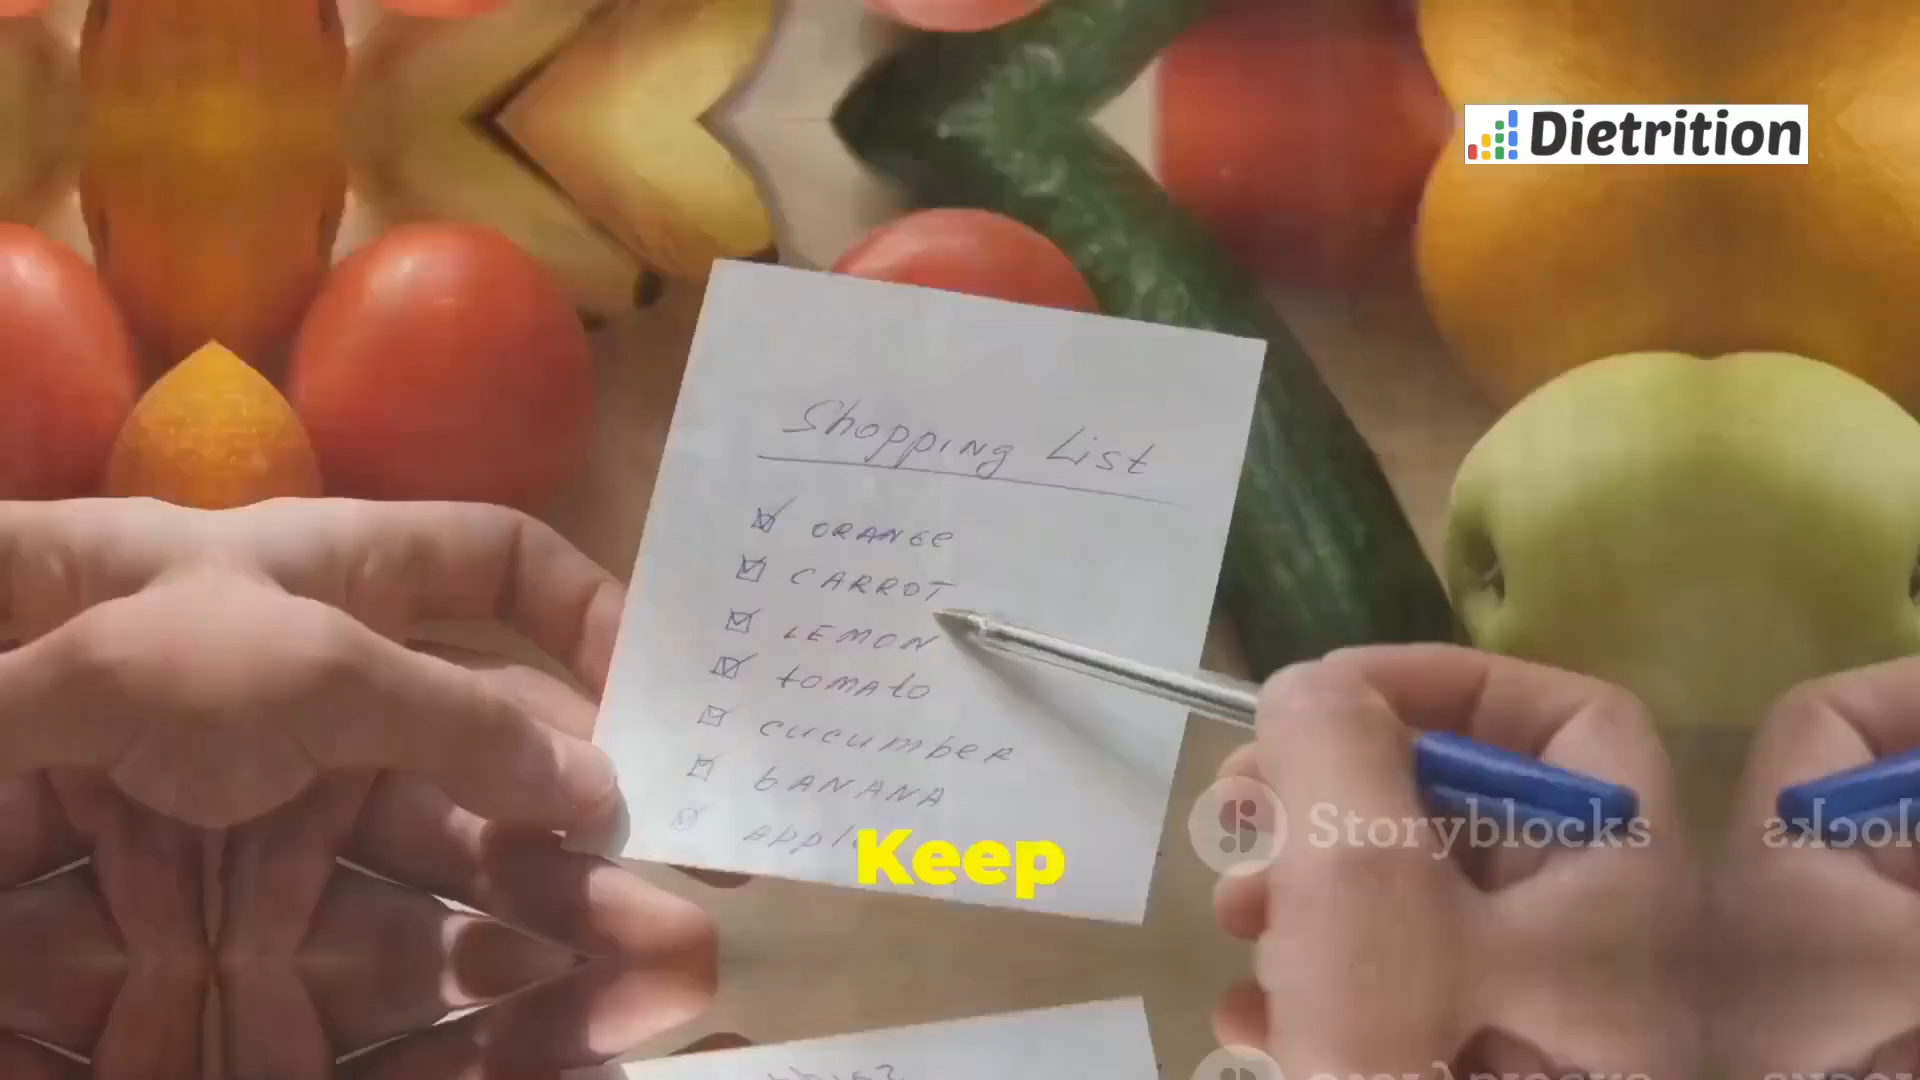 Dietrition
Shopping List
ORANGE
CARROT
LEMON
tomato
cucumber
bANANA
Keep
Storyblocks